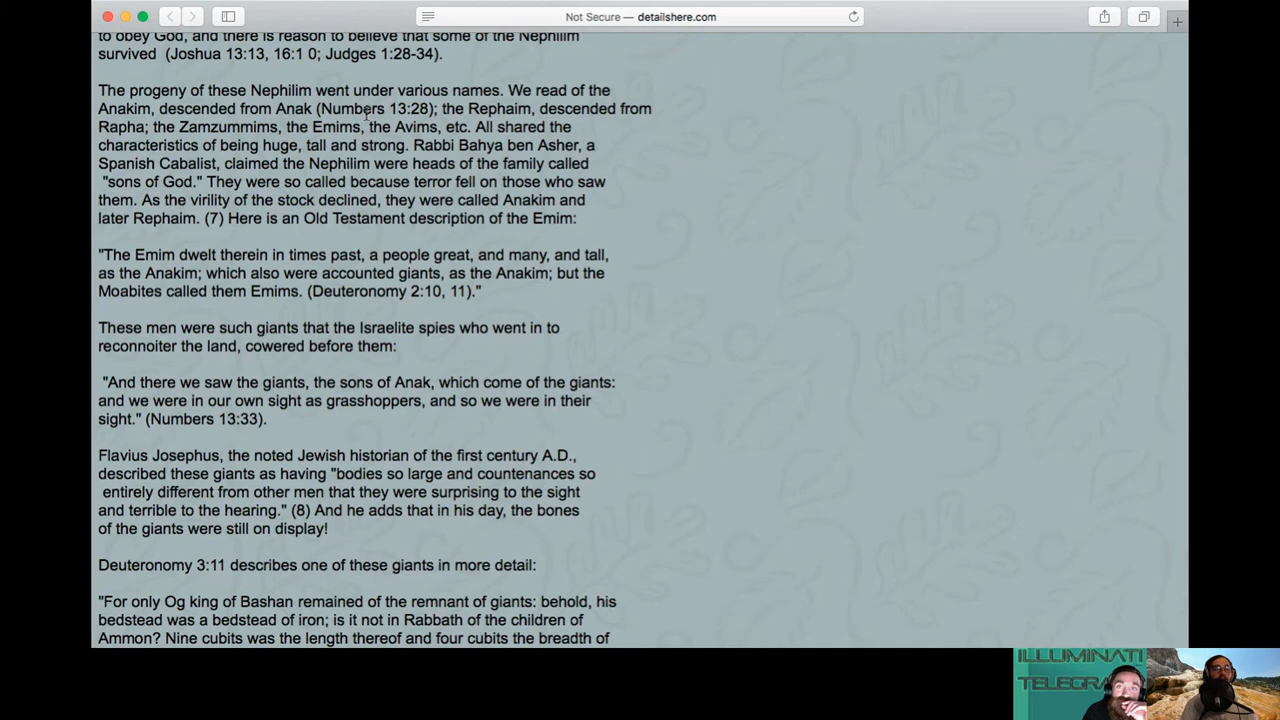 Not Secure — detailshere.com
to obey God, and there is reason to believe that some of the Nephilim
survived (Joshua 13:13, 16:1 0; Judges 1:28-34).
The progeny of these Nephilim went under various names. We read of the
Anakim, descended from Anak (Numbers 13:28); the Rephaim, descended from
Rapha; the Zamzummims, the Emims, the Avims, etc. All shared the
characteristics of being huge, tall and strong. Rabbi Bahya ben Asher, a
Spanish Cabalist, claimed the Nephilim were heads of the family called
"sons of God." They were so called because terror fell on those who saw
them. As the virility of the stock declined, they were called Anakim and
later Rephaim. (7) Here is an Old Testament description of the Emim:
"The Emim dwelt therein in times past, a people great, and many, and tall,
as the Anakim; which also were accounted giants, as the Anakim; but the
Moabites called them Emims. (Deuteronomy 2:10, 11)."
These men were such giants that the Israelite spies who went in to
reconnoiter the land, cowered before them:
"And there we saw the giants, the sons of Anak, which come of the giants:
and we were in our own sight as grasshoppers, and so we were in their
sight." (Numbers 13:33).
Flavius Josephus, the noted Jewish historian of the first century A.D.,
described these giants as having "bodies so large and countenances so
entirely different from other men that they were surprising to the sight
and terrible to the hearing." (8) And he adds that in his day, the bones
of the giants were still on display!
Deuteronomy 3:11 describes one of these giants in more detail:
"For only Og king of Bashan remained of the remnant of giants: behold, his
bedstead was a bedstead of iron; is it not in Rabbath of the children of
Ammon? Nine cubits was the length thereof and four cubits the breadth of
ILLUMINATI